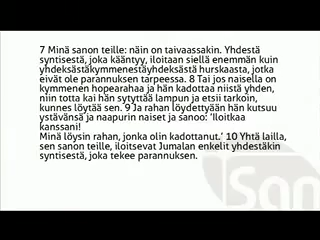 7 Minä sanon teille: näin on taivaassakin. Yhdestä
syntisestä, joka kääntyy, iloitaan siellä enemmän kuin
yhdeksästäkymmenestäyhdeksästä hurskaasta, jotka
eivät ole parannuksen tarpeessa. 8 Tai jos naisella on
kymmenen hopearahaa ja hän kadottaa niistä yhden,
niin totta kai hän sytyttää lampun ja etsii tarkoin,
kunnes löytää sen. 9 Ja rahan löydettyään hän kutsuu
ystävänsä ja naapurin naiset ja sanoo: 'Iloitkaa
kanssani!
Minä löysin rahan, jonka olin kadottanut.' 10 Yhtä lailla,
sen sanon teille, iloitsevat Jumalan enkelit yhdestäkin
syntisestä, joka tekee parannuksen.